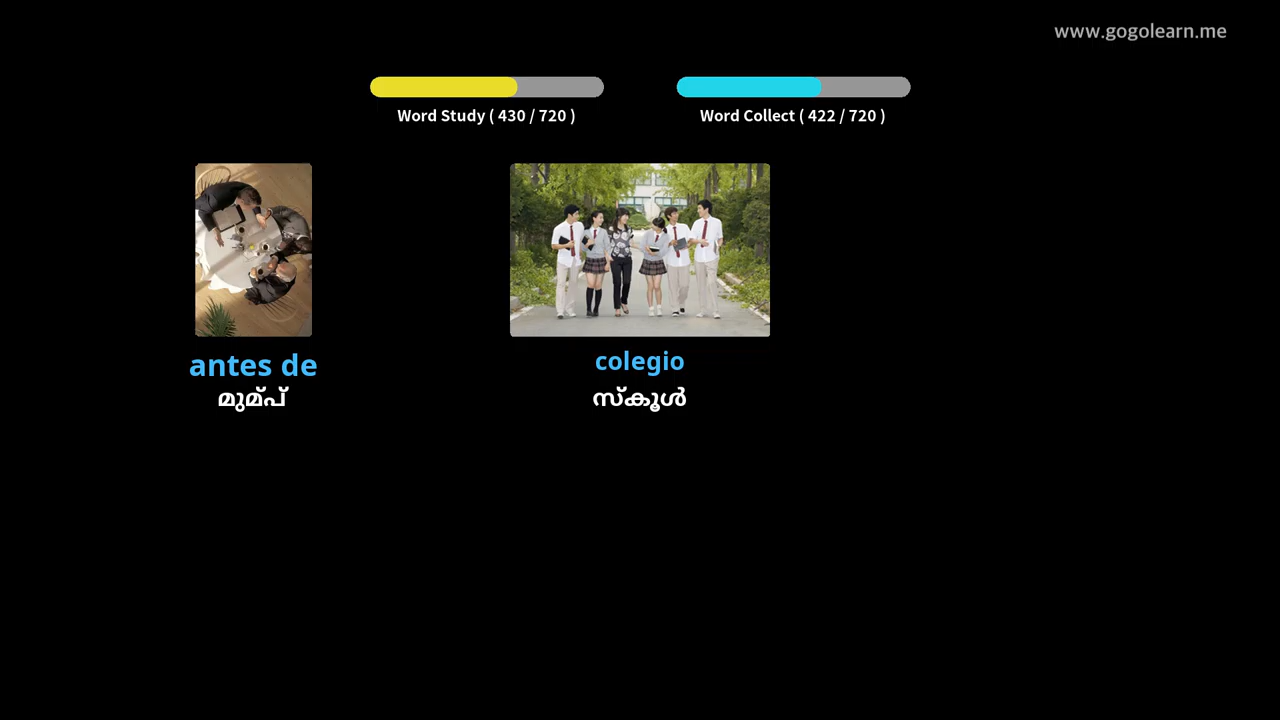 www.gogolearn.me
Word Study ( 430 / 720 )
Word Collect ( 422 / 720 )
antes de
മുമ്പ്
colegio
സ്കൂൾ